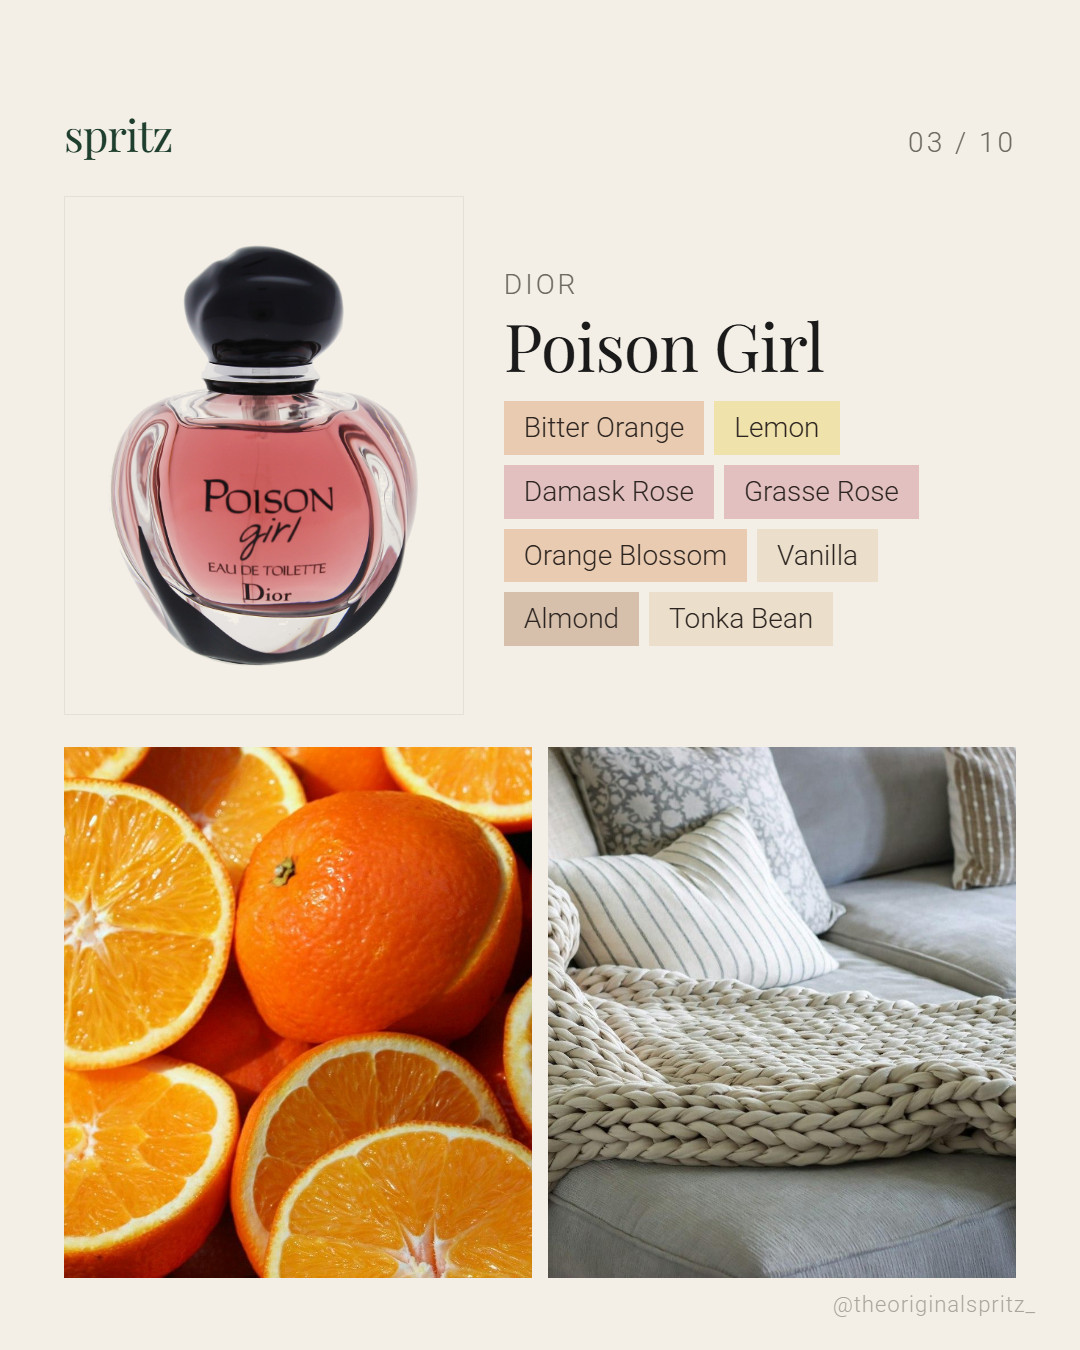 spritz
03 / 10
DIOR
Poison Girl
Bitter Orange
Lemon
Damask Rose
Grasse Rose
Orange Blossom
Vanilla
Almond
Tonka Bean
POISON
girl
EAU DE TOILETTE
Dior
@theoriginalspritz_